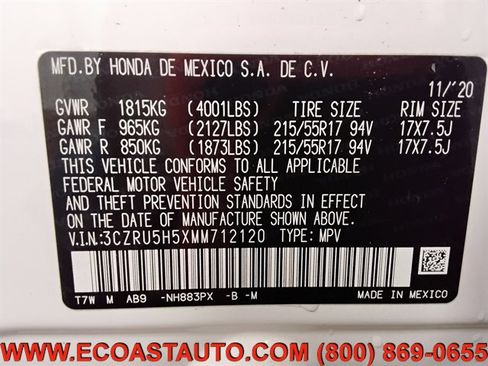 MFD.BY HONDA DE MEXICO S.A. DE C.V.
11/'20
GVWR 1815KG (4001LBS) TIRE SIZE RIM SIZE
GAWR F 965KG (2127LBS) 215/55R17 94V 17X7.5J
GAWR R 850KG (1873LBS) 215/55R17 94V 17X7.5J
THIS VEHICLE CONFORMS TO ALL APPLICABLE
FEDERAL MOTOR VEHICLE SAFETY
AND THEFT PREVENTION STANDARDS IN EFFECT
ON THE DATE OF MANUFACTURE SHOWN ABOVE.
V.I.N:3CZRU5H5XMM712120 TYPE:MPV
T7W M AB9 -NH883PX -B -M
MADE IN MEXICO
WWW.ECOASTAUTO.COM (800) 869-0655